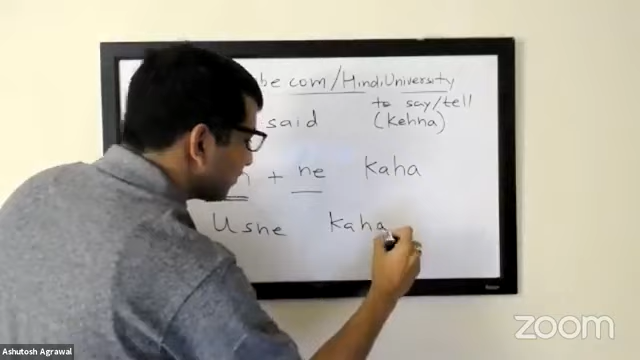 be com/HindiUniversity
to say/tell
said (kehna)
+ ne kaha
Usne kaha
Ashutosh Agrawal
zoom